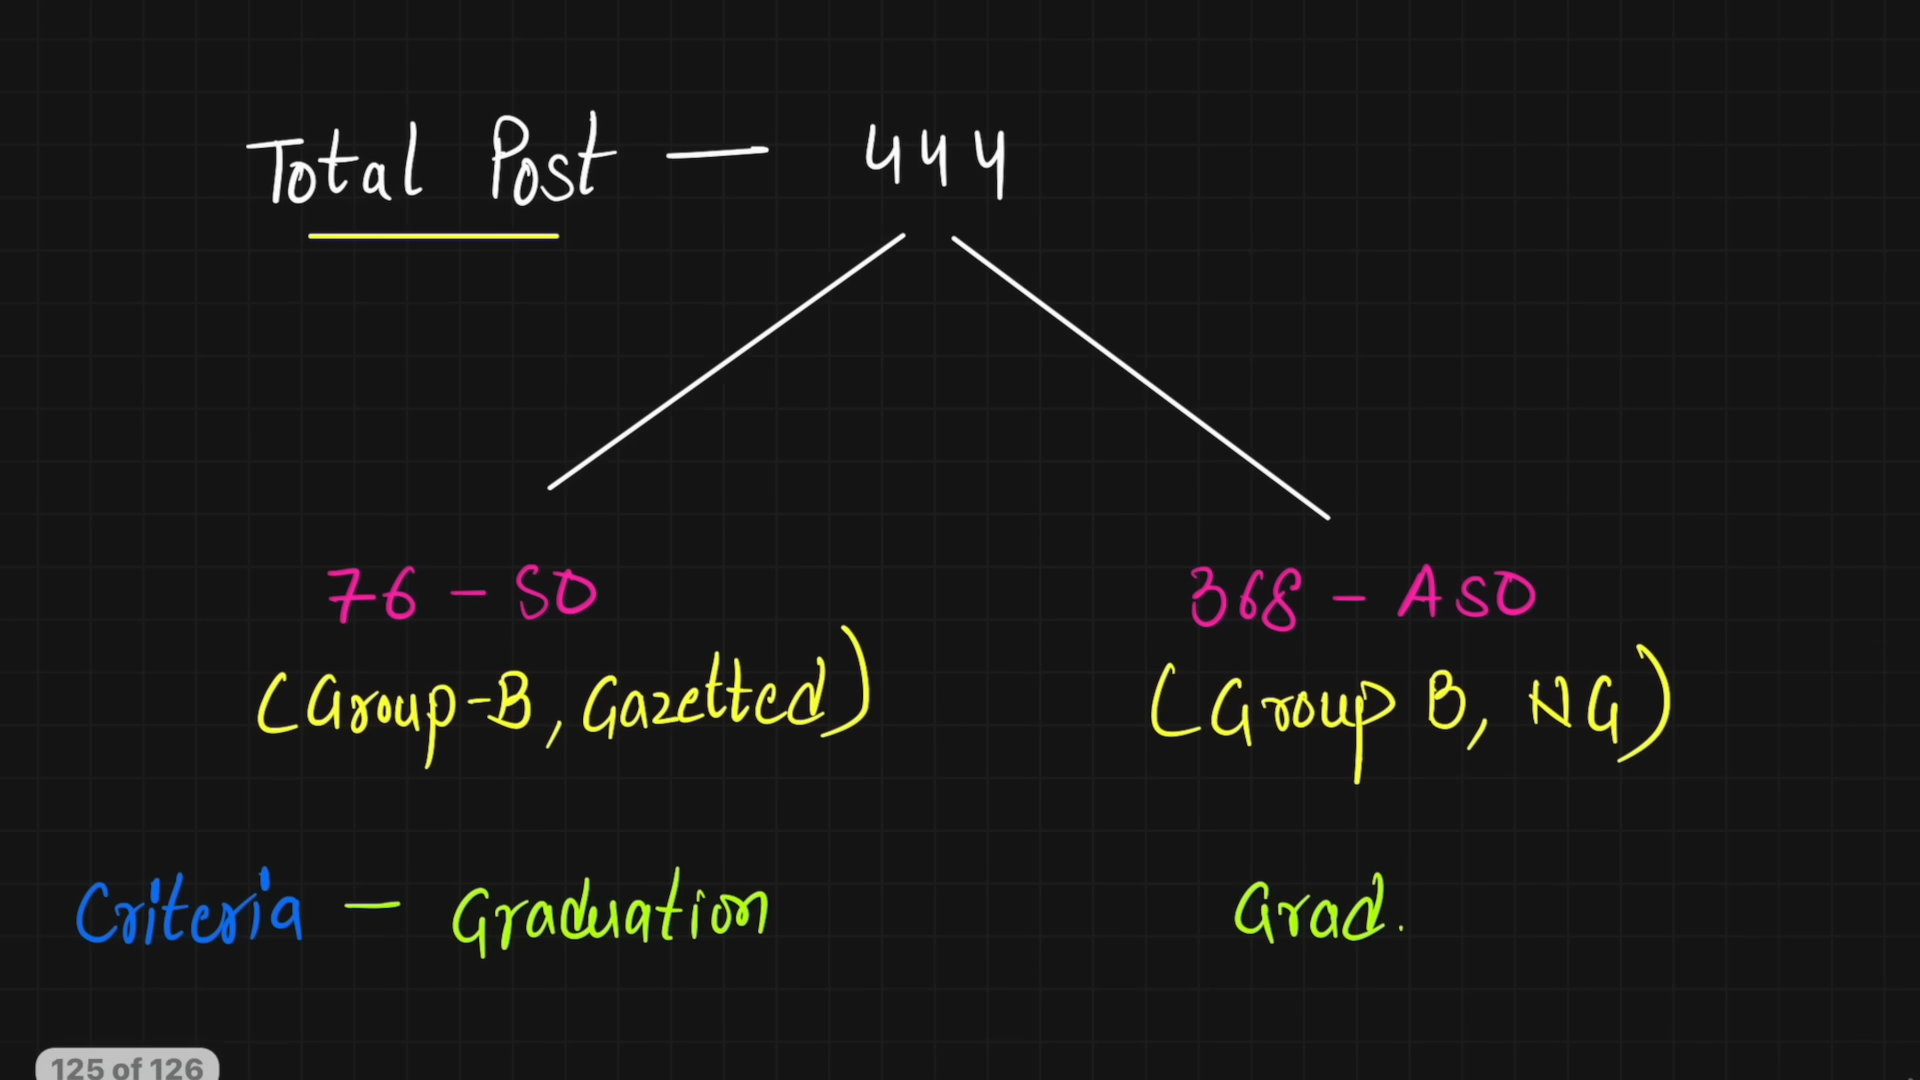 Total Post — 444
76 - SO
368 - ASO
(Group-B, Gazetted)
(Group B, NG)
Criteria - Graduation
Grad.
125 of 126